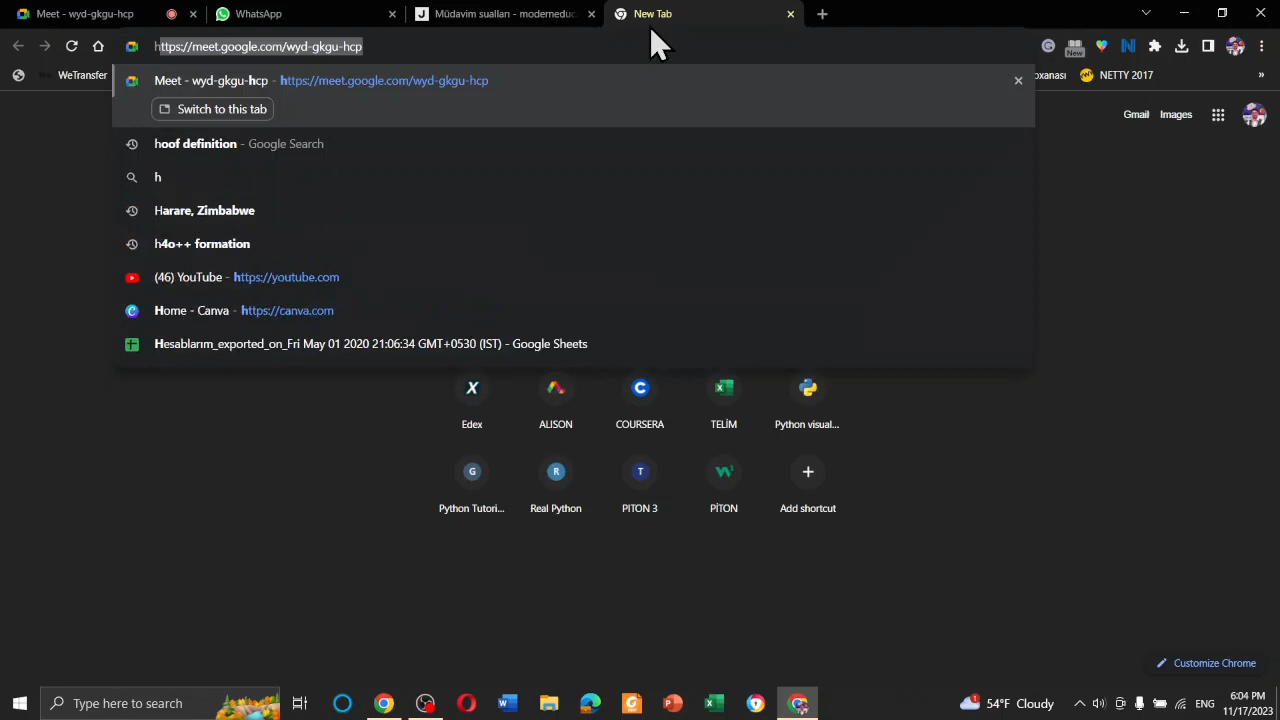 Meet - wyd-gkgu-hcp
WhatsApp
Müdavim sualları - moderneduc
New Tab
https://meet.google.com/wyd-gkgu-hcp
New
WeTransfer
oxanası
NETTY 2017
»
Meet - wyd-gkgu-hcp - https://meet.google.com/wyd-gkgu-hcp
Switch to this tab
Gmail
Images
hoof definition - Google Search
h
Harare, Zimbabwe
h4o++ formation
(46) YouTube - https://youtube.com
Home - Canva - https://canva.com
Hesablarım_exported_on_Fri May 01 2020 21:06:34 GMT+0530 (IST) - Google Sheets
Edex
ALISON
COURSERA
TELİM
Python visual...
Python Tutori...
Real Python
PITON 3
PİTON
Add shortcut
Customize Chrome
Type here to search
54°F Cloudy
ENG
6:04 PM
11/17/2023